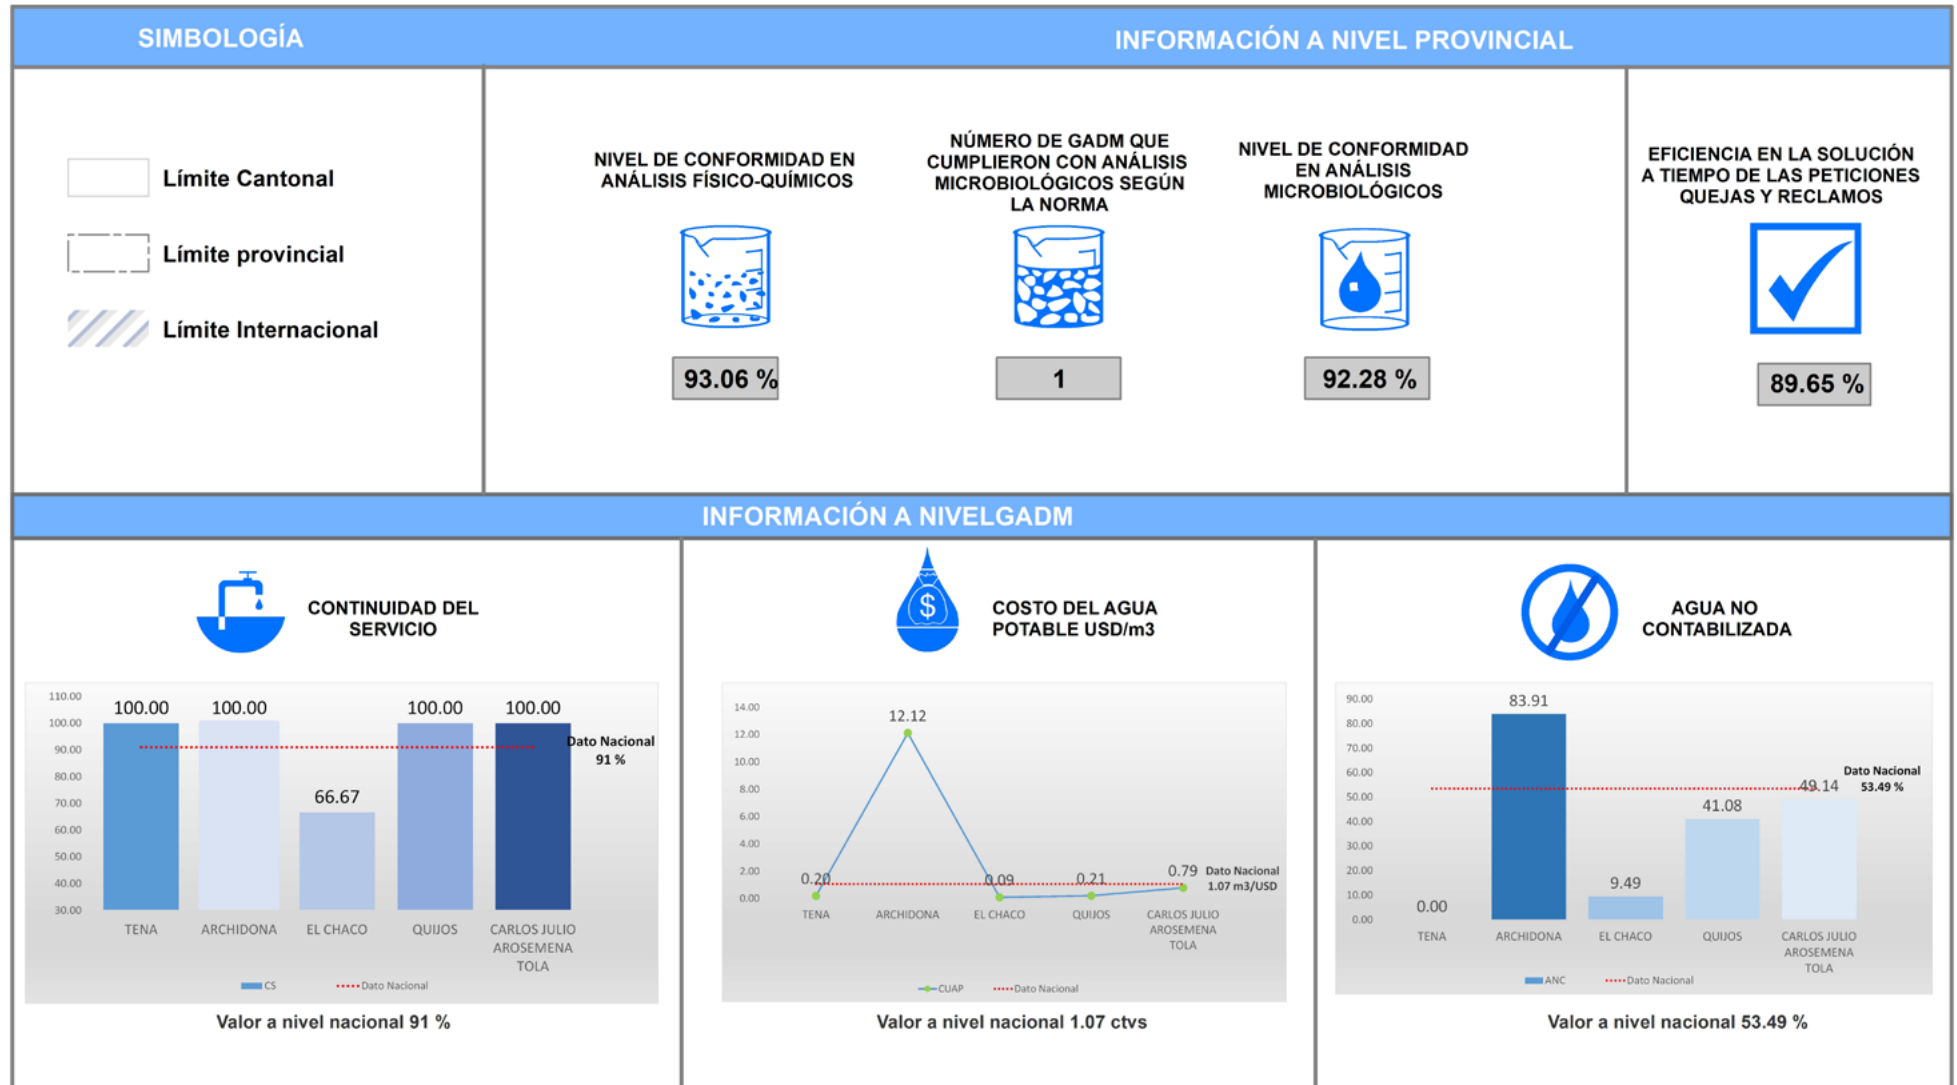 SIMBOLOGÍA
INFORMACIÓN A NIVEL PROVINCIAL
Límite Cantonal
Límite provincial
Límite Internacional
NIVEL DE CONFORMIDAD EN
ANÁLISIS FÍSICO-QUÍMICOS
93.06 %
NÚMERO DE GADM QUE
CUMPLIERON CON ANÁLISIS
MICROBIOLÓGICOS SEGÚN
LA NORMA
1
NIVEL DE CONFORMIDAD
EN ANÁLISIS
MICROBIOLÓGICOS
92.28 %
EFICIENCIA EN LA SOLUCIÓN
A TIEMPO DE LAS PETICIONES
QUEJAS Y RECLAMOS
89.65 %
INFORMACIÓN A NIVELGADM
CONTINUIDAD DEL
SERVICIO
110.00
100.00
90.00
80.00
70.00
60.00
50.00
40.00
30.00
100.00
100.00
66.67
100.00
100.00
Dato Nacional
91 %
TENA
ARCHIDONA
EL CHACO
QUIJOS
CARLOS JULIO
AROSEMENA
TOLA
CS
Dato Nacional
Valor a nivel nacional 91 %
$
COSTO DEL AGUA
POTABLE USD/m3
14.00
12.00
10.00
8.00
6.00
4.00
2.00
0.00
0.20
12.12
0.09
0.21
0.79
Dato Nacional
1.07 m3/USD
TENA
ARCHIDONA
EL CHACO
QUIJOS
CARLOS JULIO
AROSEMENA
TOLA
CUAP
Dato Nacional
Valor a nivel nacional 1.07 ctvs
AGUA NO
CONTABILIZADA
90.00
80.00
70.00
60.00
50.00
40.00
30.00
20.00
10.00
0.00
0.00
83.91
9.49
41.08
49.14
Dato Nacional
53.49 %
TENA
ARCHIDONA
EL CHACO
QUIJOS
CARLOS JULIO
AROSEMENA
TOLA
ANC
Dato Nacional
Valor a nivel nacional 53.49 %